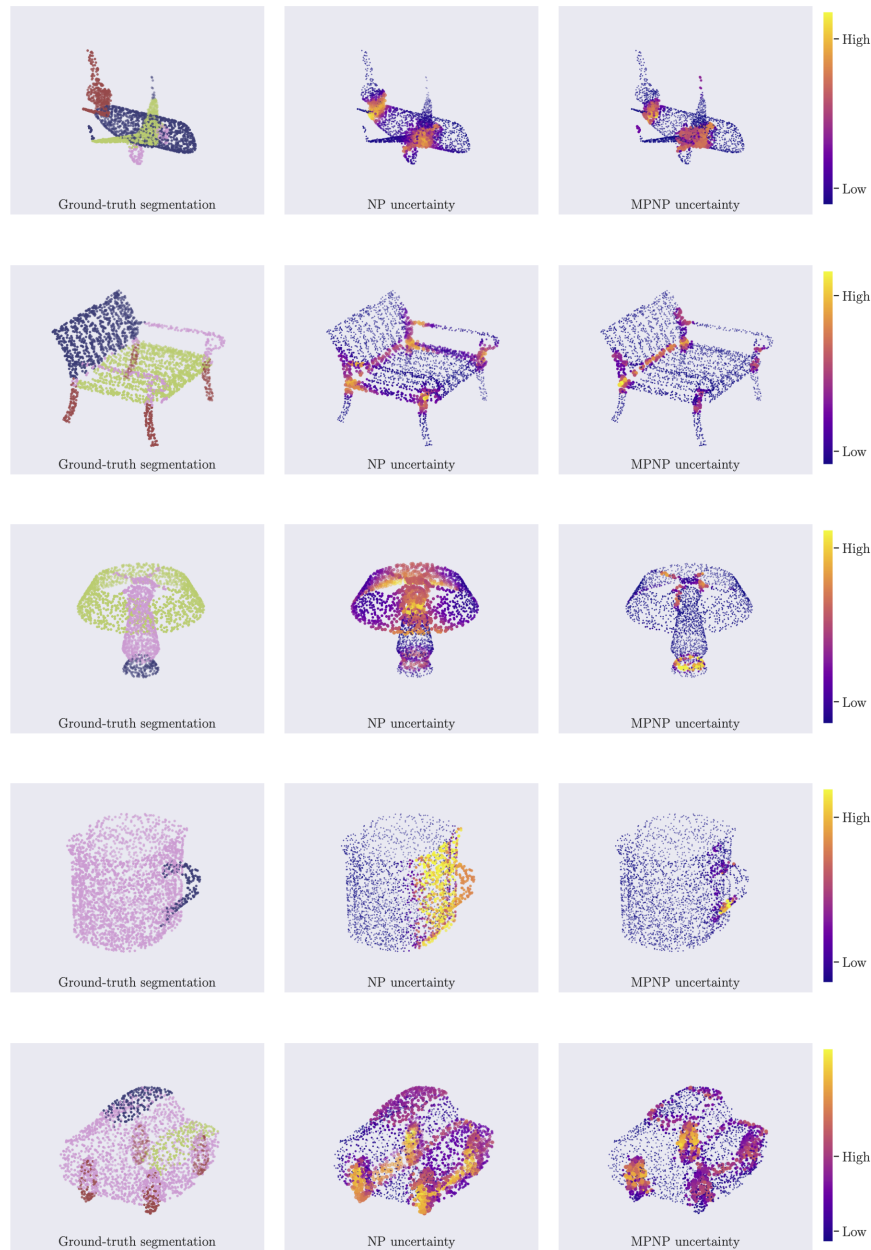 High
Low
Ground-truth segmentation
NP uncertainty
MPNP uncertainty
High
Low
Ground-truth segmentation
NP uncertainty
MPNP uncertainty
High
Low
Ground-truth segmentation
NP uncertainty
MPNP uncertainty
High
Low
Ground-truth segmentation
NP uncertainty
MPNP uncertainty
High
Low
Ground-truth segmentation
NP uncertainty
MPNP uncertainty